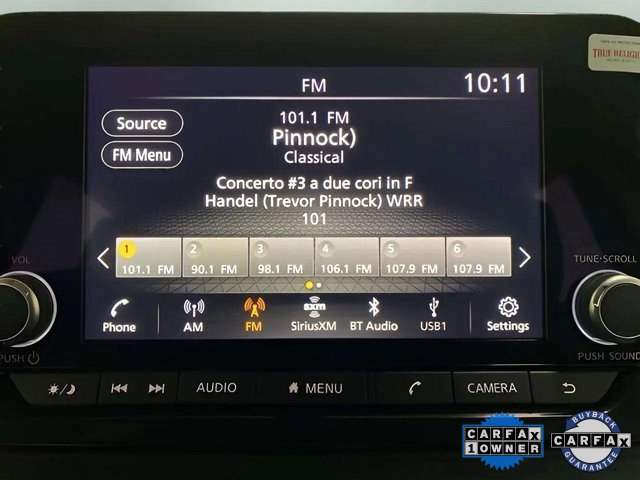 TRUE RELIGION
FM
10:11
Source
101.1 FM
Pinnock)
FM Menu
Classical
Concerto #3 a due cori in F
Handel (Trevor Pinnock) WRR
101
1 2 3 4 5 6
101.1 FM 90.1 FM 98.1 FM 106.1 FM 107.9 FM 107.9 FM
VOL
TUNE·SCROLL
Phone AM FM SiriusXM BT Audio USB1 Settings
sxm
PUSH
PUSH SOUND
AUDIO MENU CAMERA
CARFAX
1 OWNER
BUYBACK
CARFAX
GUARANTEE